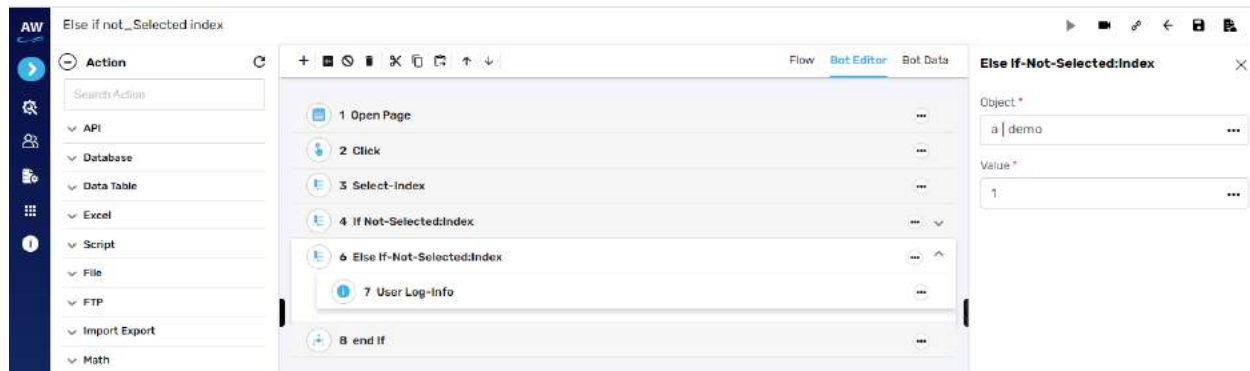 AW
Else if not_Selected index
Action
Search Action
API
Database
Data Table
Excel
Script
File
FTP
Import Export
Math
Flow Bot Editor Bot Data
1 Open Page
2 Click
3 Select-Index
4 If Not-Selected:Index
6 Else If-Not-Selected:Index
7 User Log-Info
8 end If
Else If-Not-Selected:Index
Object *
a | demo
Value *
1